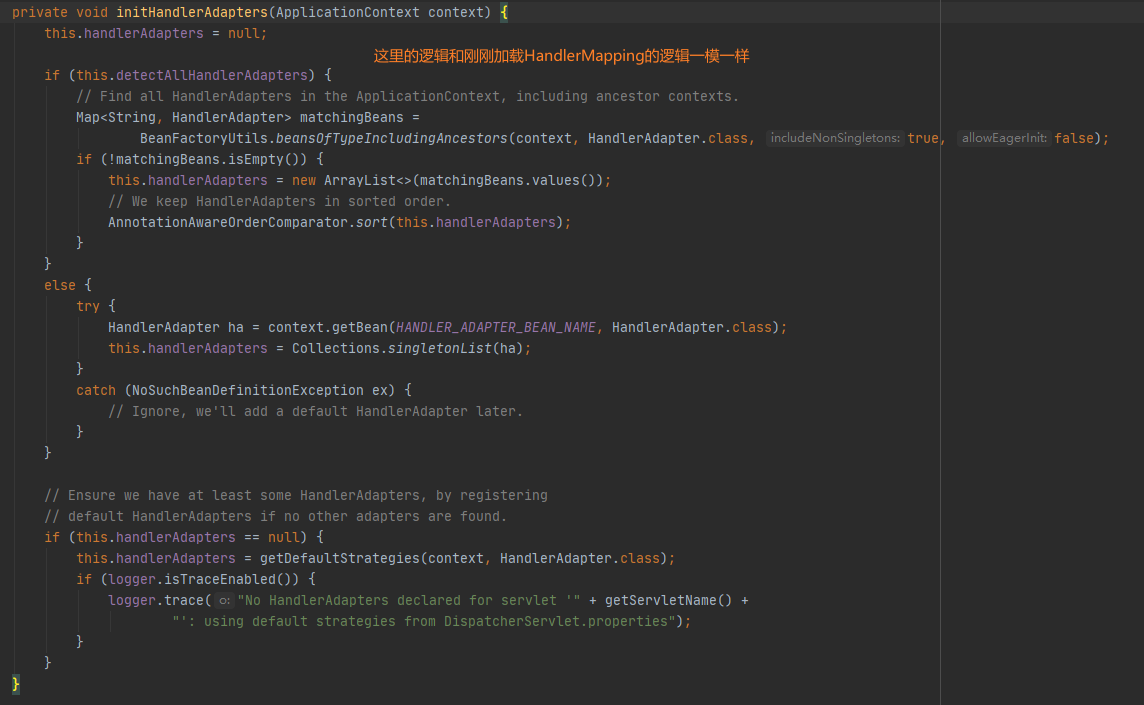 private void initHandlerAdapters(ApplicationContext context) {
this.handlerAdapters = null;
这里的逻辑和刚刚加载HandlerMapping的逻辑一模一样
if (this.detectAllHandlerAdapters) {
// Find all HandlerAdapters in the ApplicationContext, including ancestor contexts.
Map<String, HandlerAdapter> matchingBeans =
BeanFactoryUtils.beansOfTypeIncludingAncestors(context, HandlerAdapter.class, includeNonSingletons: true, allowEagerInit: false);
if (!matchingBeans.isEmpty()) {
this.handlerAdapters = new ArrayList<>(matchingBeans.values());
// We keep HandlerAdapters in sorted order.
AnnotationAwareOrderComparator.sort(this.handlerAdapters);
}
}
else {
try {
HandlerAdapter ha = context.getBean(HANDLER_ADAPTER_BEAN_NAME, HandlerAdapter.class);
this.handlerAdapters = Collections.singletonList(ha);
}
catch (NoSuchBeanDefinitionException ex) {
// Ignore, we'll add a default HandlerAdapter later.
}
}
// Ensure we have at least some HandlerAdapters, by registering
// default HandlerAdapters if no other adapters are found.
if (this.handlerAdapters == null) {
this.handlerAdapters = getDefaultStrategies(context, HandlerAdapter.class);
if (logger.isTraceEnabled()) {
logger.trace( o: "No HandlerAdapters declared for servlet '" + getServletName() +
"': using default strategies from DispatcherServlet.properties");
}
}
}